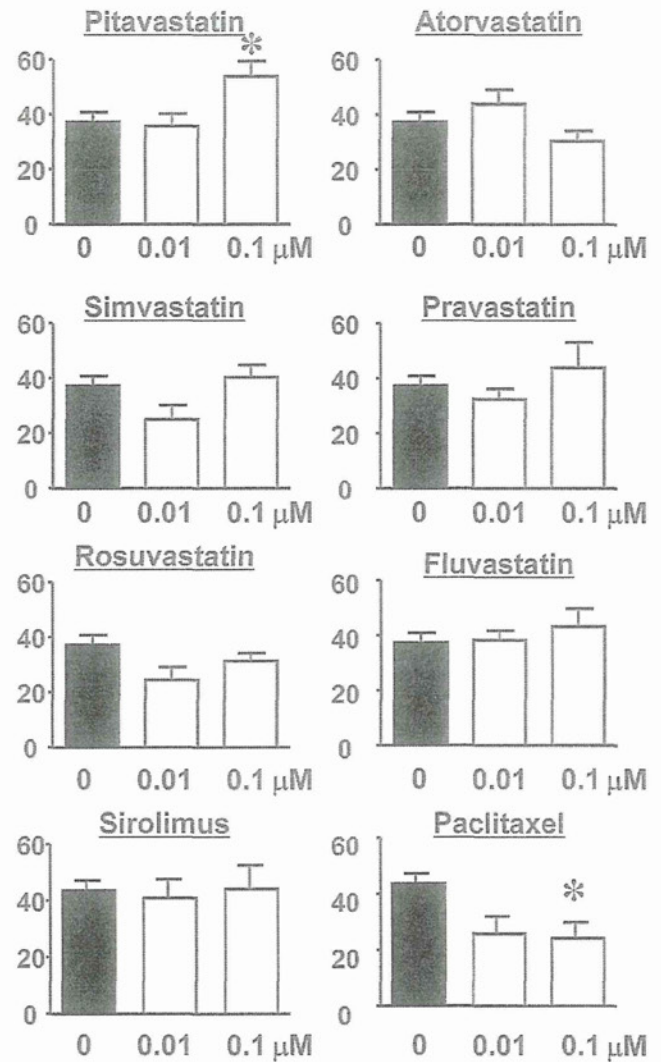 Pitavastatin Atorvastatin
*
60 60
40 40
20 20
0 0
0 0.01 0.1 μM 0 0.01 0.1 μM
Simvastatin Pravastatin
60 60
40 40
20 20
0 0
0 0.01 0.1 μM 0 0.01 0.1 μM
Rosuvastatin Fluvastatin
60 60
40 40
20 20
0 0
0 0.01 0.1 μM 0 0.01 0.1 μM
Sirolimus Paclitaxel
60 60
40 40
*
20 20
0 0
0 0.01 0.1 μM 0 0.01 0.1 μM